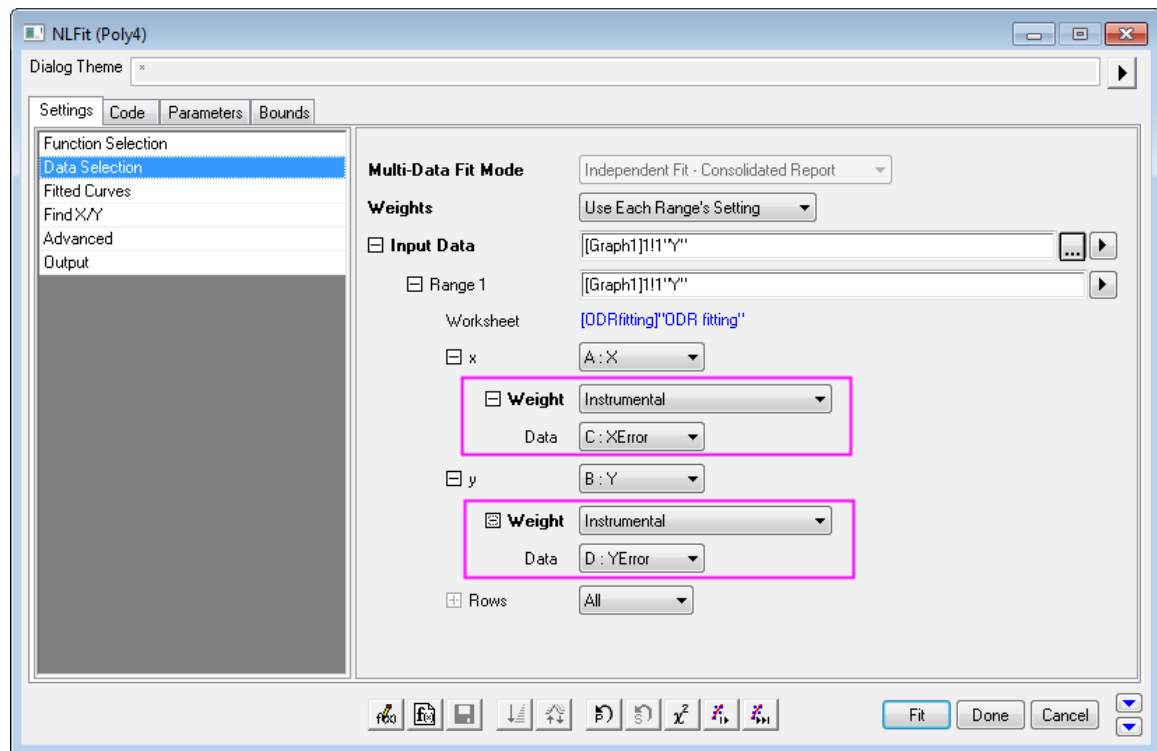 NLFit (Poly4)
Dialog Theme *
Settings Code Parameters Bounds
Function Selection
Data Selection
Fitted Curves
Find X/Y
Advanced
Output
Multi-Data Fit Mode Independent Fit - Consolidated Report
Weights Use Each Range's Setting
Input Data [Graph1]1!1"Y"
...
Range 1 [Graph1]1!1"Y"
Worksheet [ODRfitting]"ODR fitting"
x A : X
Weight Instrumental
Data C : XError
y B : Y
Weight Instrumental
Data D : YError
Rows All
χ²
Fit Done Cancel